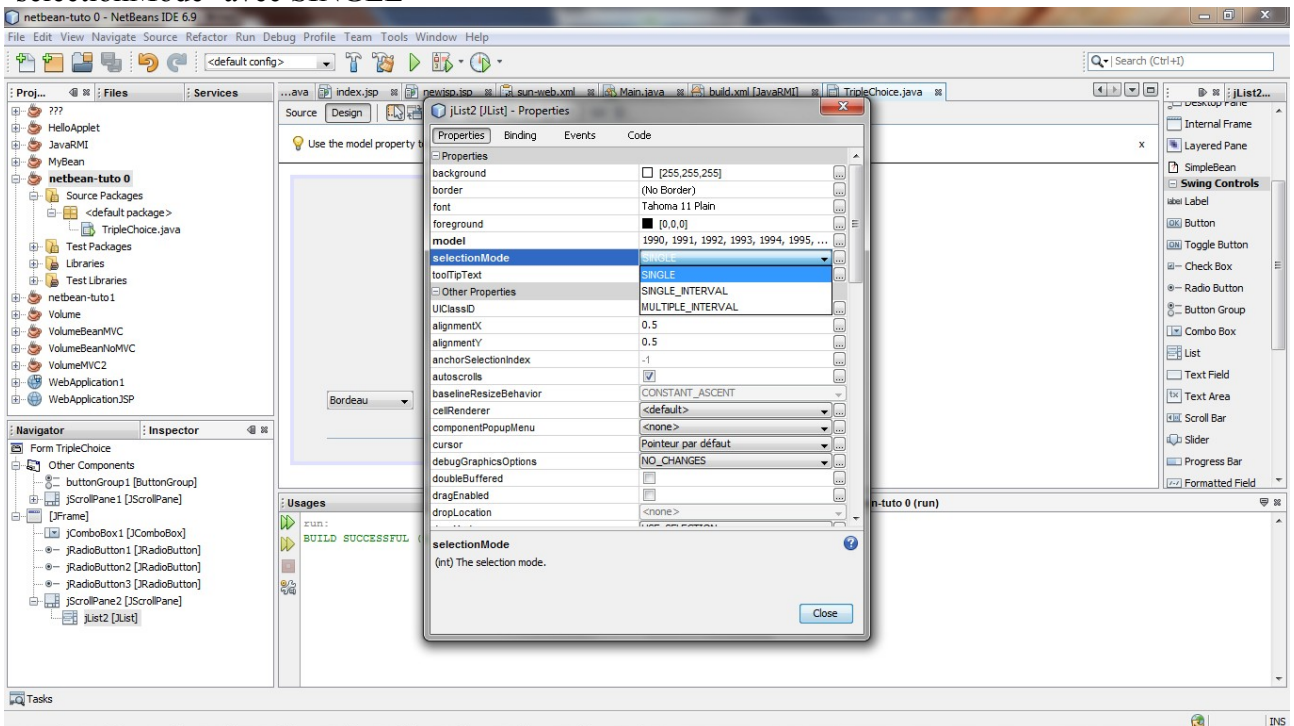 selectionMode avec SINGLE
netbean-tuto 0 - NetBeans IDE 6.9
File Edit View Navigate Source Refactor Run Debug Profile Team Tools Window Help
<default config>
Search (Ctrl+I)
Proj... Files Services
???
HelloApplet
JavaRMI
MyBean
netbean-tuto 0
Source Packages
<default package>
TripleChoice.java
Test Packages
Libraries
Test Libraries
netbean-tuto1
Volume
VolumeBeanMVC
VolumeBeanNoMVC
VolumeMVC2
WebApplication1
WebApplicationJSP
Navigator Inspector
Form TripleChoice
Other Components
buttonGroup1 [ButtonGroup]
jScrollPane1 [JScrollPane]
[JFrame]
jComboBox1 [JComboBox]
jRadioButton1 [JRadioButton]
jRadioButton2 [JRadioButton]
jRadioButton3 [JRadioButton]
jScrollPane2 [JScrollPane]
jList2 [JList]
...ava index.jsp newjsp.jsp sun-web.xml Main.java build.xml [JavaRMI] TripleChoice.java
Source Design
Use the model property t
x
Bordeau
jList2 [JList] - Properties
Properties Binding Events Code
Properties
background [255,255,255]
border (No Border)
font Tahoma 11 Plain
foreground [0,0,0]
model 1990, 1991, 1992, 1993, 1994, 1995, ...
selectionMode SINGLE
toolTipText SINGLE
Other Properties SINGLE_INTERVAL
UIClassID MULTIPLE_INTERVAL
alignmentX 0.5
alignmentY 0.5
anchorSelectionIndex -1
autoscrolls
baselineResizeBehavior CONSTANT_ASCENT
cellRenderer <default>
componentPopupMenu <none>
cursor Pointeur par défaut
debugGraphicsOptions NO_CHANGES
doubleBuffered
dragEnabled
dropLocation <none>
selectionMode
(int) The selection mode.
Close
Usages
n-tuto 0 (run)
run:
BUILD SUCCESSFUL (
jList2...
Desktop Pane
Internal Frame
Layered Pane
SimpleBean
Swing Controls
label Label
OK Button
ON Toggle Button
Check Box
Radio Button
Button Group
Combo Box
List
Text Field
Text Area
Scroll Bar
Slider
Progress Bar
Formatted Field
Tasks
INS